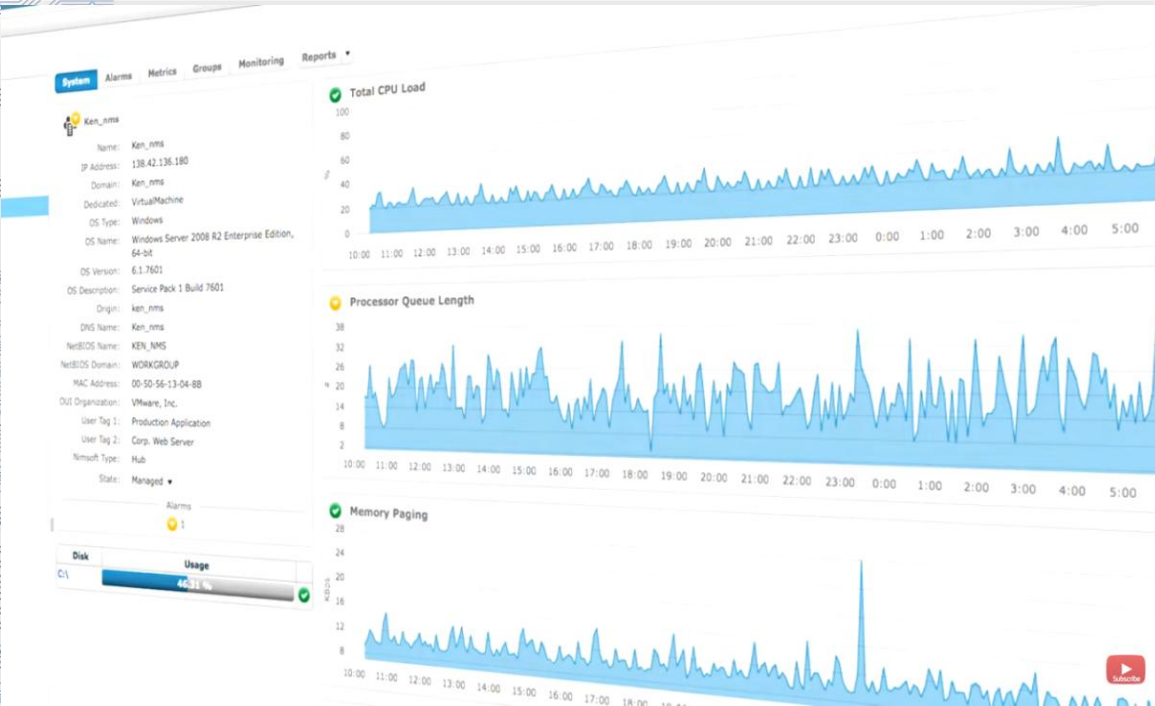 System Alarms Metrics Groups Monitoring Reports
Ken_nms
Name: Ken_nms
IP Address: 138.42.136.180
Domain: Ken_nms
Dedicated: VirtualMachine
OS Type: Windows
OS Name: Windows Server 2008 R2 Enterprise Edition,
64-bit
OS Version: 6.1.7601
OS Description: Service Pack 1 Build 7601
Origin: ken_nms
DNS Name: Ken_nms
NetBIOS Name: KEN_NMS
NetBIOS Domain: WORKGROUP
MAC Address: 00-50-56-13-04-8B
OUI Organization: VMware, Inc.
User Tag 1: Production Application
User Tag 2: Corp. Web Server
Nimsoft Type: Hub
State: Managed
Alarms
1
Disk Usage
C:\ 46.31 %
Total CPU Load
100
80
60
%
40
20
0
10:00 11:00 12:00 13:00 14:00 15:00 16:00 17:00 18:00 19:00 20:00 21:00 22:00 23:00 0:00 1:00 2:00 3:00 4:00 5:00
Processor Queue Length
38
32
26
20
14
8
2
10:00 11:00 12:00 13:00 14:00 15:00 16:00 17:00 18:00 19:00 20:00 21:00 22:00 23:00 0:00 1:00 2:00 3:00 4:00 5:00
Memory Paging
28
24
20
KBps
16
12
8
10:00 11:00 12:00 13:00 14:00 15:00 16:00 17:00 18:00
Subscribe